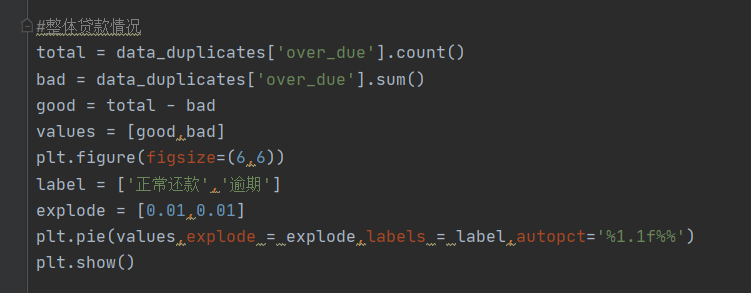 #整体贷款情况
total = data_duplicates['over_due'].count()
bad = data_duplicates['over_due'].sum()
good = total - bad
values = [good,bad]
plt.figure(figsize=(6,6))
label = ['正常还款','逾期']
explode = [0.01,0.01]
plt.pie(values,explode = explode,labels = label,autopct='%1.1f%%')
plt.show()